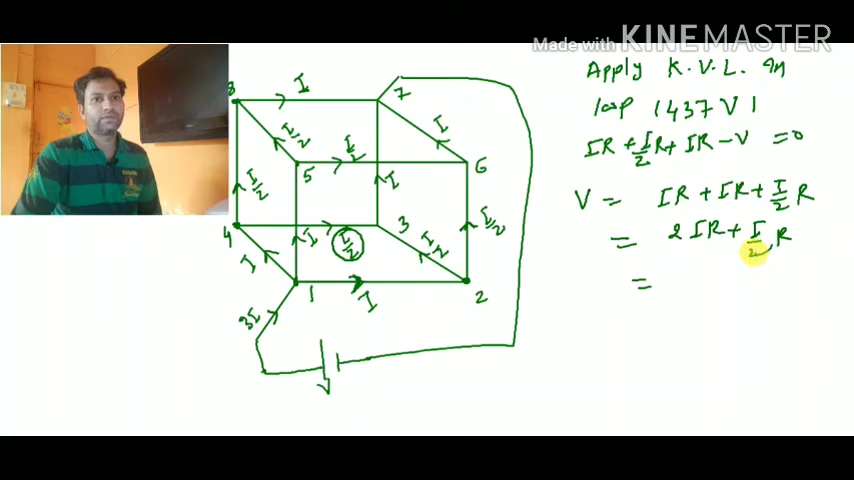 Made with KINEMASTER
Apply K.V.L. In
loop 1437V1
IR + I/2 R + IR - V = 0
V = IR + IR + I/2 R
= 2IR + I/2 R
=
8
I
7
I/2
I/2
I
5
6
I/2
I
4
I
I/2
3
I/2
I/2
I
1
I
2
3I
V